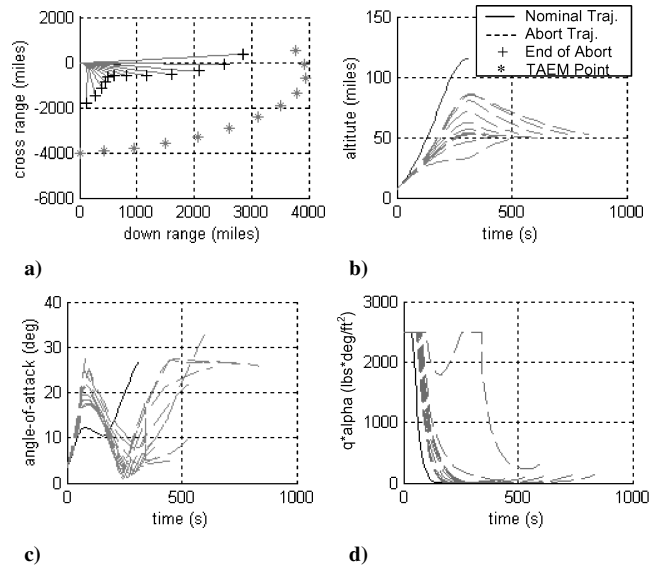 2000
0
-2000
-4000
-6000
cross range (miles)
0
1000
2000
3000
4000
down range (miles)
a)
Nominal Traj.
Abort Traj.
End of Abort
TAEM Point
150
100
50
0
altitute (miles)
0
500
1000
time (s)
b)
40
30
20
10
0
angle-of-attack (deg)
0
500
1000
time (s)
c)
3000
2000
1000
0
q*alpha (lbs*deg/ft²)
0
500
1000
time (s)
d)